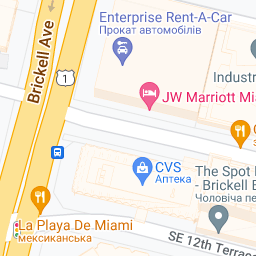 Enterprise Rent-A-Car
Прокат автомобілів
Brickell Ave
1
Industri
JW Marriott Mia
CVS
Аптека
The Spot
- Brickell
Чоловіча пе
La Playa De Miami
мексиканська
SE 12th Terrace